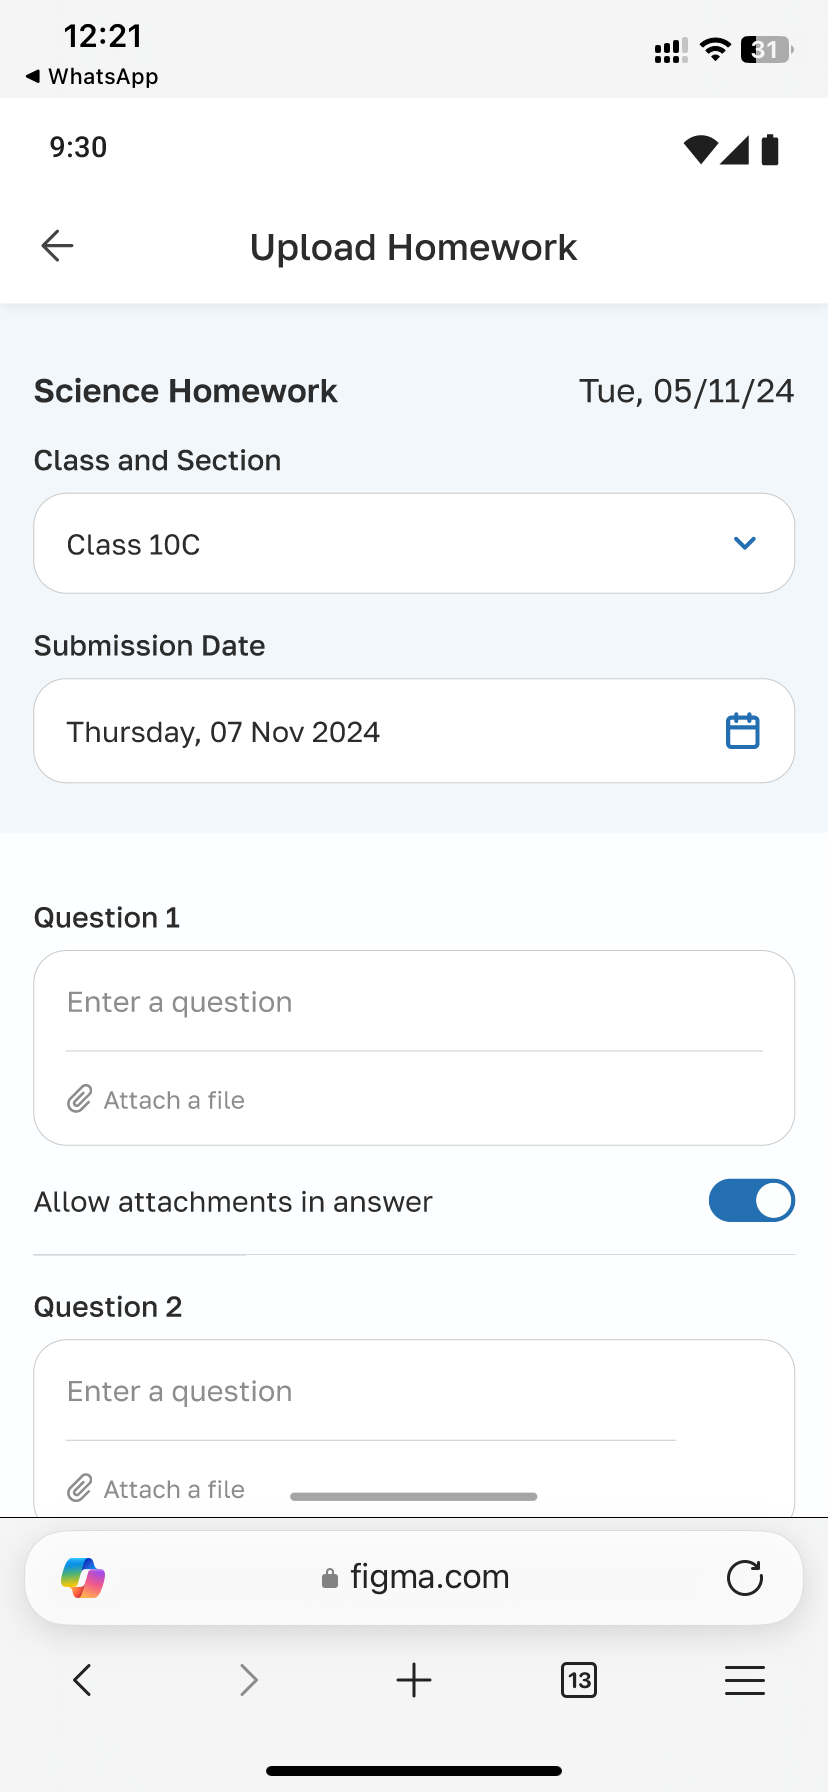 12:21
31
◀ WhatsApp
9:30
Upload Homework
Science Homework Tue, 05/11/24
Class and Section
Class 10C
Submission Date
Thursday, 07 Nov 2024
Question 1
Enter a question
Attach a file
Allow attachments in answer
Question 2
Enter a question
Attach a file
figma.com
13